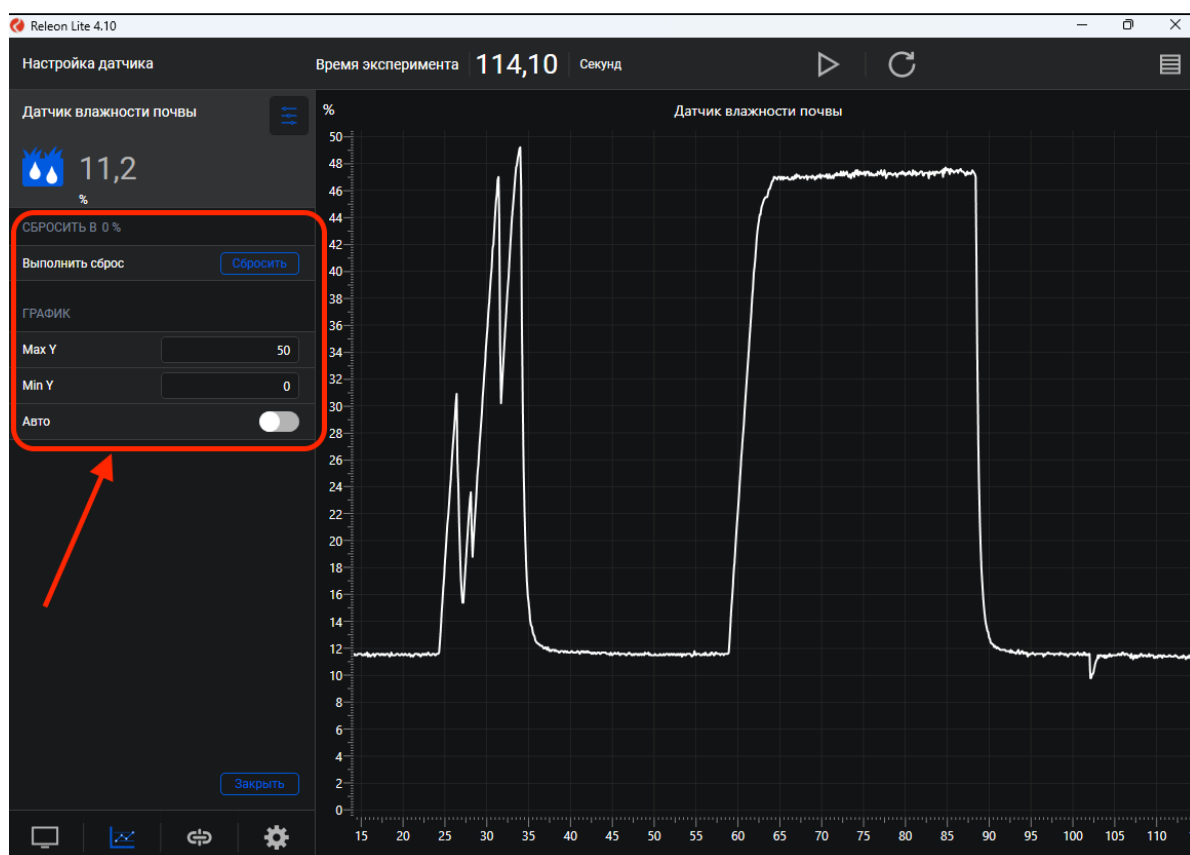 Releon Lite 4.10
Настройка датчика
Время эксперимента 114,10 Секунд
Датчик влажности почвы
11,2
%
СБРОСИТЬ В 0 %
Выполнить сброс Сбросить
ГРАФИК
Max Y 50
Min Y 0
Авто
Закрыть
% Датчик влажности почвы
50
48
46
44
42
40
38
36
34
32
30
28
26
24
22
20
18
16
14
12
10
8
6
4
2
0
15 20 25 30 35 40 45 50 55 60 65 70 75 80 85 90 95 100 105 110